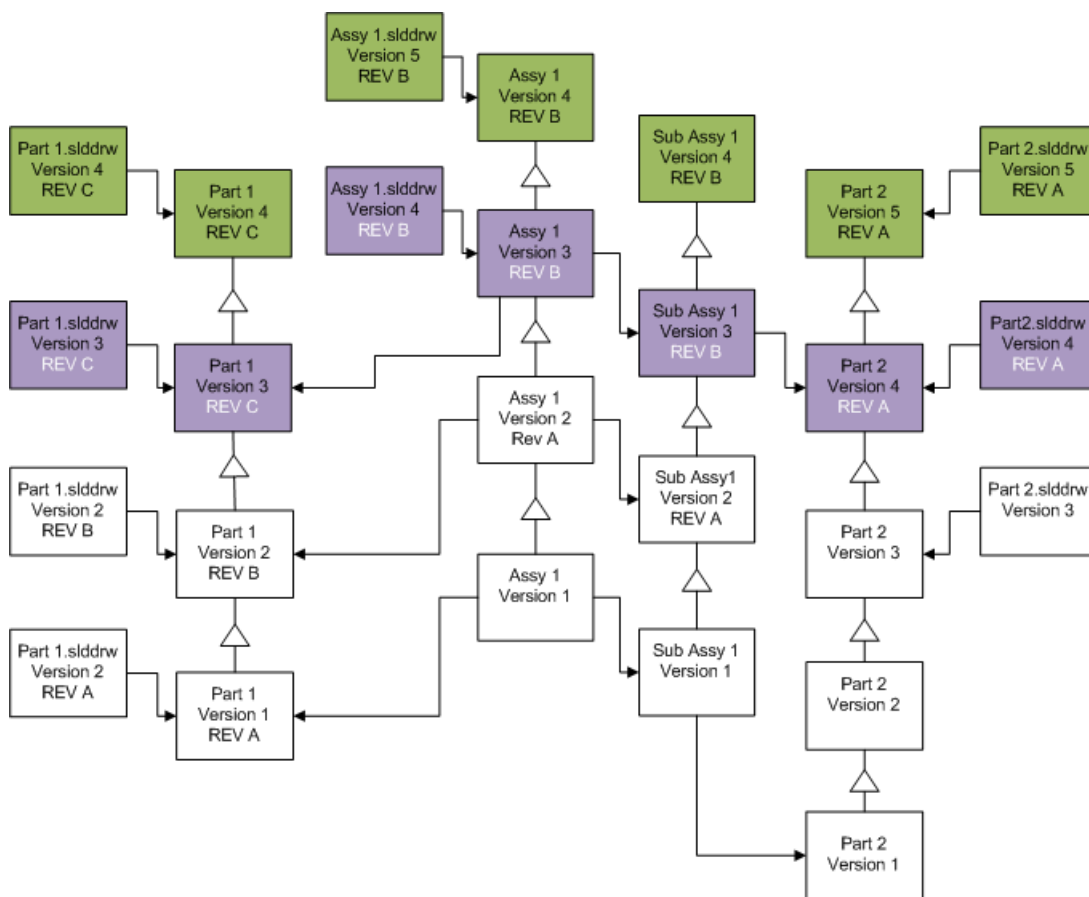 Assy 1.slddrw
Version 5
REV B
Assy 1
Version 4
REV B
Part 1.slddrw
Version 4
REV C
Part 1
Version 4
REV C
Assy 1.slddrw
Version 4
REV B
Assy 1
Version 3
REV B
Sub Assy 1
Version 4
REV B
Part 2
Version 5
REV A
Part 2.slddrw
Version 5
REV A
Part 1.slddrw
Version 3
REV C
Part 1
Version 3
REV C
Sub Assy 1
Version 3
REV B
Part 2
Version 4
REV A
Part2.slddrw
Version 4
REV A
Assy 1
Version 2
Rev A
Part 1.slddrw
Version 2
REV B
Part 1
Version 2
REV B
Sub Assy1
Version 2
REV A
Part 2
Version 3
Part 2.slddrw
Version 3
Assy 1
Version 1
Part 1.slddrw
Version 2
REV A
Part 1
Version 1
REV A
Sub Assy 1
Version 1
Part 2
Version 2
Part 2
Version 1